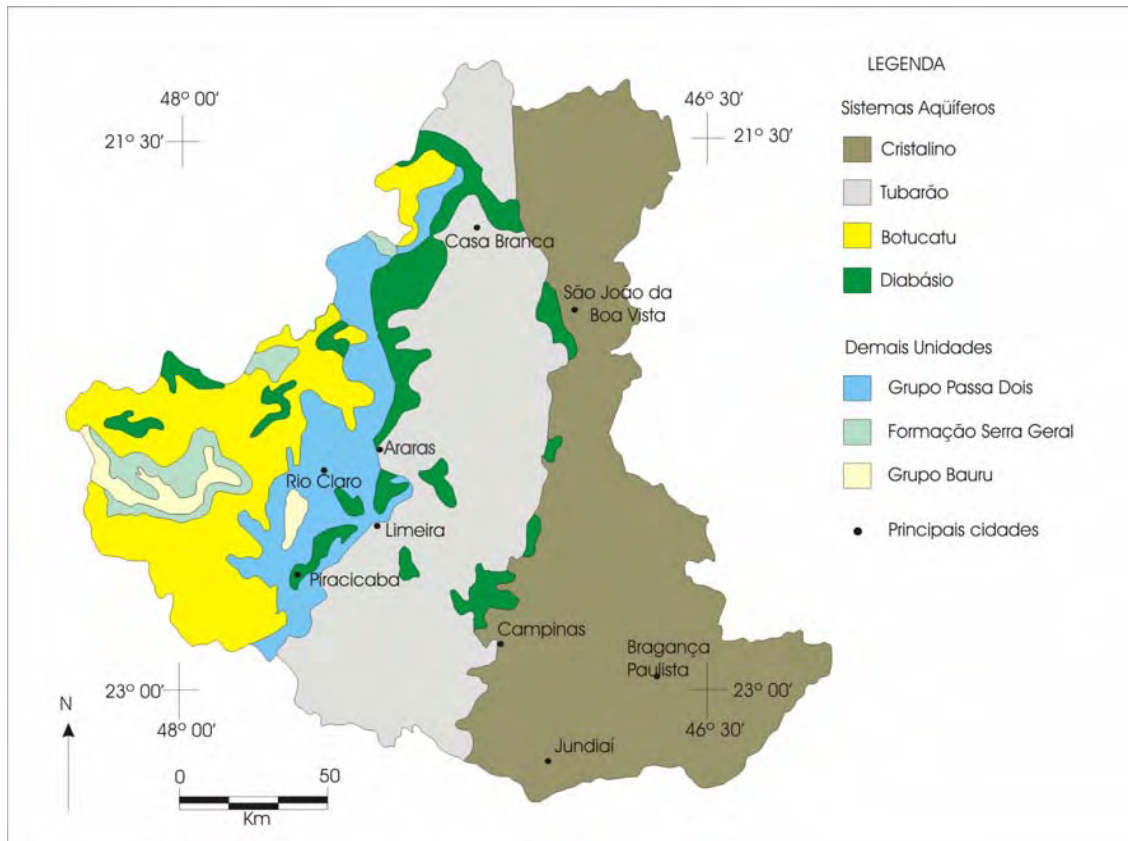 LEGENDA
48º 00’
46º 30’
Sistemas Aqüíferos
21º 30’
21º 30’
Cristalino
Tubarão
Botucatu
Casa Branca
Diabásio
São João da
Boa Vista
Demais Unidades
Grupo Passa Dois
Formação Serra Geral
Araras
Rio Claro
Grupo Bauru
Limeira
Principais cidades
Piracicaba
Campinas
Bragança
Paulista
23º 00’
23º 00’
N
48º 00’
46º 30’
Jundiaí
0
50
Km